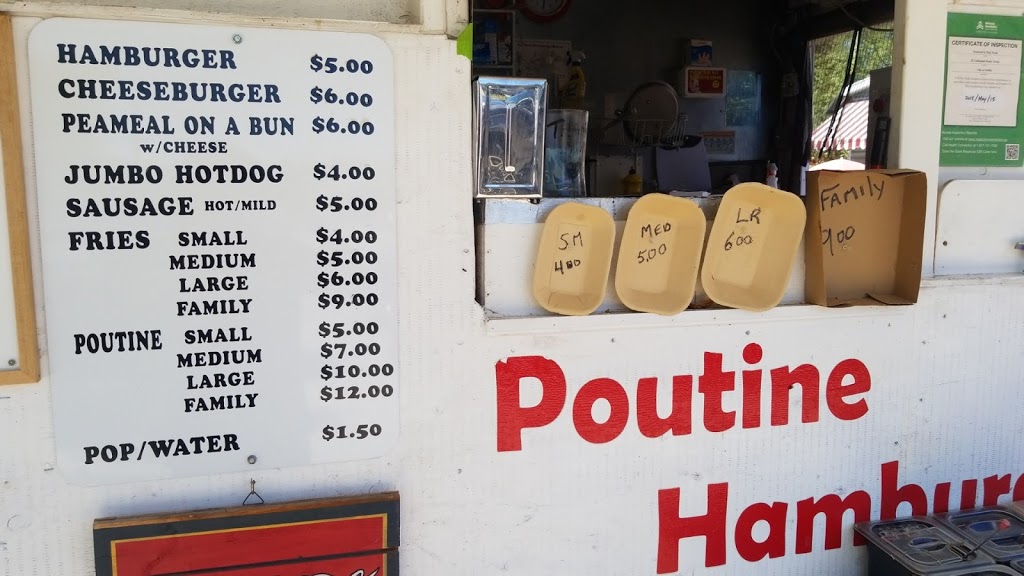 HAMBURGER $5.00
CHEESEBURGER $6.00
PEAMEAL ON A BUN $6.00
W/CHEESE
JUMBO HOTDOG $4.00
SAUSAGE HOT/MILD $5.00
FRIES SMALL $4.00
MEDIUM $5.00
LARGE $6.00
FAMILY $9.00
POUTINE SMALL $5.00
MEDIUM $7.00
LARGE $10.00
FAMILY $12.00
POP/WATER $1.50
SM
400
MED
5.00
LR
600
FAMILY
900
CERTIFICATE OF INSPECTION
Poutine
Hambur